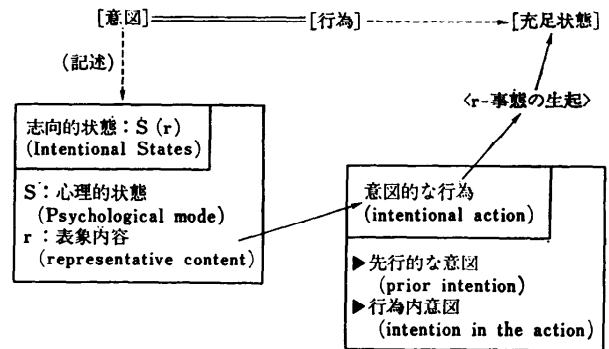 [意図] [行為] [充足状態]
(記述)
<r-事態の生起>
志向的状態：S (r)
(Intentional States)
S：心理的状態
(Psychological mode)
r：表象内容
(representative content)
意図的な行為
(intentional action)
▶先行的な意図
(prior intention)
▶行為内意図
(intention in the action)